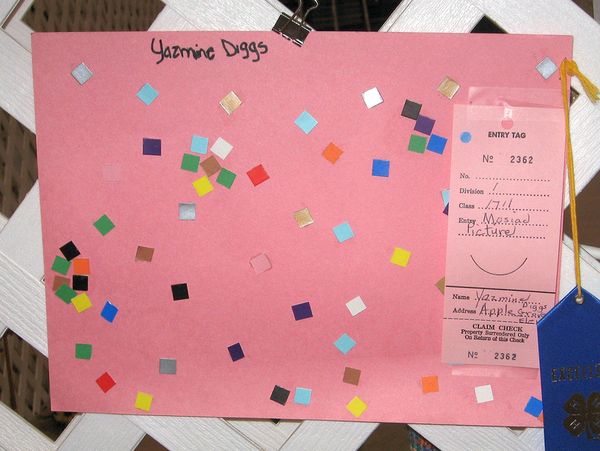 Yazmine Diggs
ENTRY TAG
No 2362
No.
Division 1
Class 1711
Entry Mosiad
Picture
Name Yazmine Diggs
Address Apple
CLAIM CHECK
Property Surrendered Only
On Return of this Check
No 2362